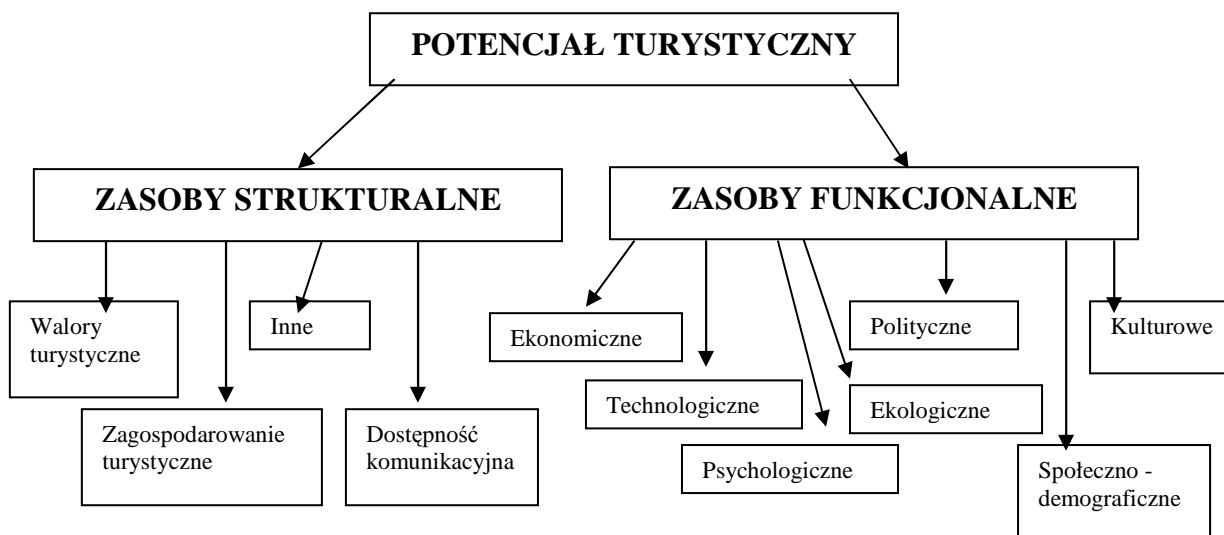 POTENCJAŁ TURYSTYCZNY
ZASOBY STRUKTURALNE
ZASOBY FUNKCJONALNE
Walory
turystyczne
Inne
Zagospodarowanie
turystyczne
Dostępność
komunikacyjna
Ekonomiczne
Polityczne
Kulturowe
Technologiczne
Ekologiczne
Psychologiczne
Społeczno -
demograficzne